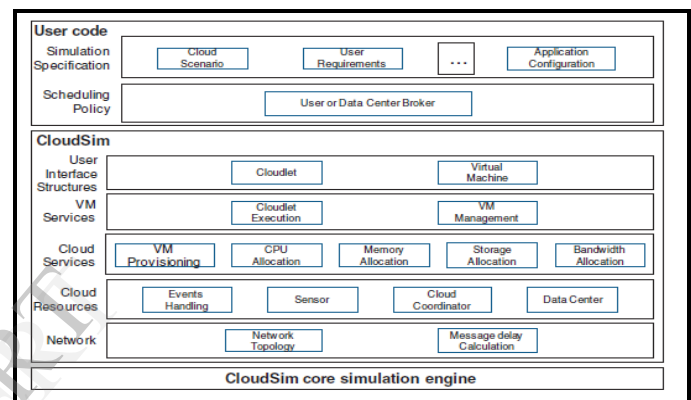 User code
Simulation
Specification
Cloud
Scenario
User
Requirements
...
Application
Configuration
Scheduling
Policy
User or Data Center Broker
CloudSim
User
Interface
Structures
Cloudlet
Virtual
Machine
VM
Services
Cloudlet
Execution
VM
Management
Cloud
Services
VM
Provisioning
CPU
Allocation
Memory
Allocation
Storage
Allocation
Bandwidth
Allocation
Cloud
Resources
Events
Handling
Sensor
Cloud
Coordinator
Data Center
Network
Network
Topology
Message delay
Calculation
CloudSim core simulation engine
RT